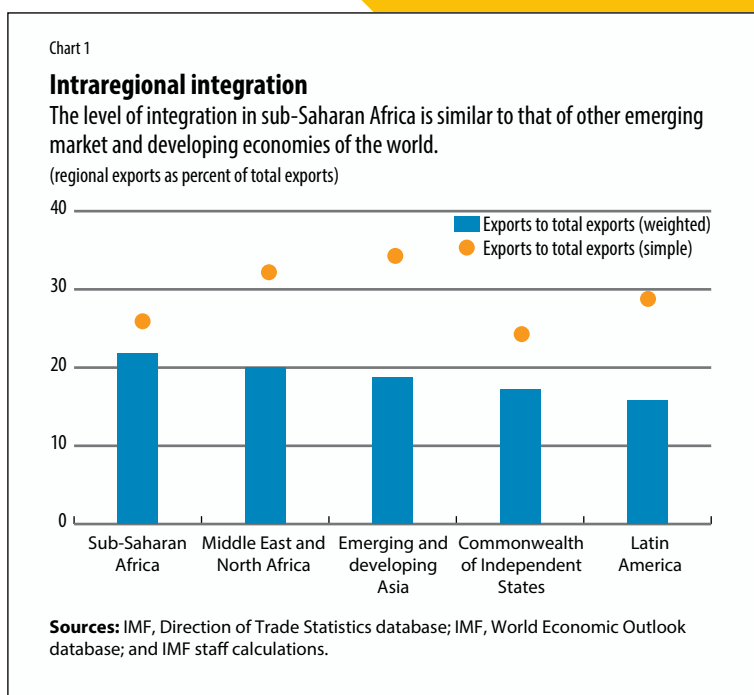 Chart 1
Intraregional integration
The level of integration in sub-Saharan Africa is similar to that of other emerging
market and developing economies of the world.
(regional exports as percent of total exports)
40
Exports to total exports (weighted)
Exports to total exports (simple)
30
20
10
0
Sub-Saharan
Africa
Middle East and
North Africa
Emerging and
developing
Asia
Commonwealth
of Independent
States
Latin
America
Sources: IMF, Direction of Trade Statistics database; IMF, World Economic Outlook
database; and IMF staff calculations.